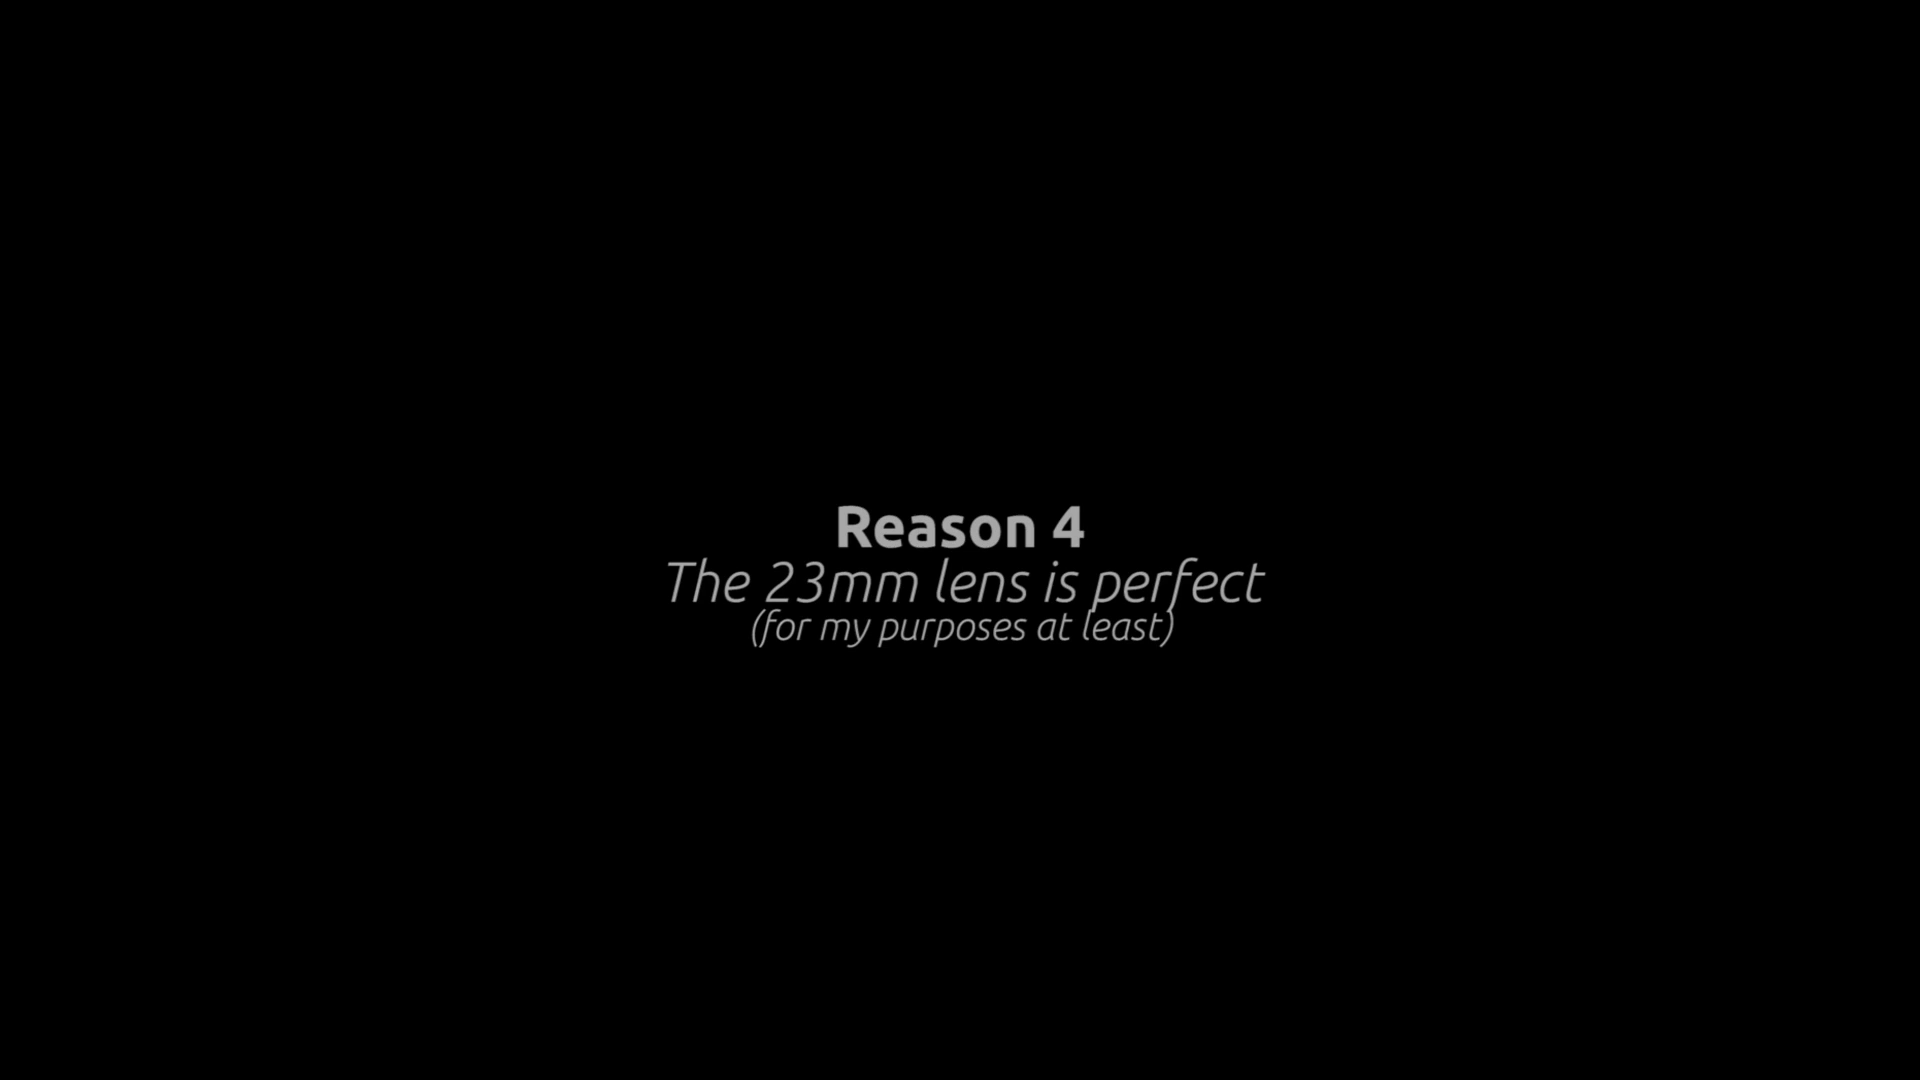 Reason 4
The 23mm lens is perfect
(for my purposes at least)